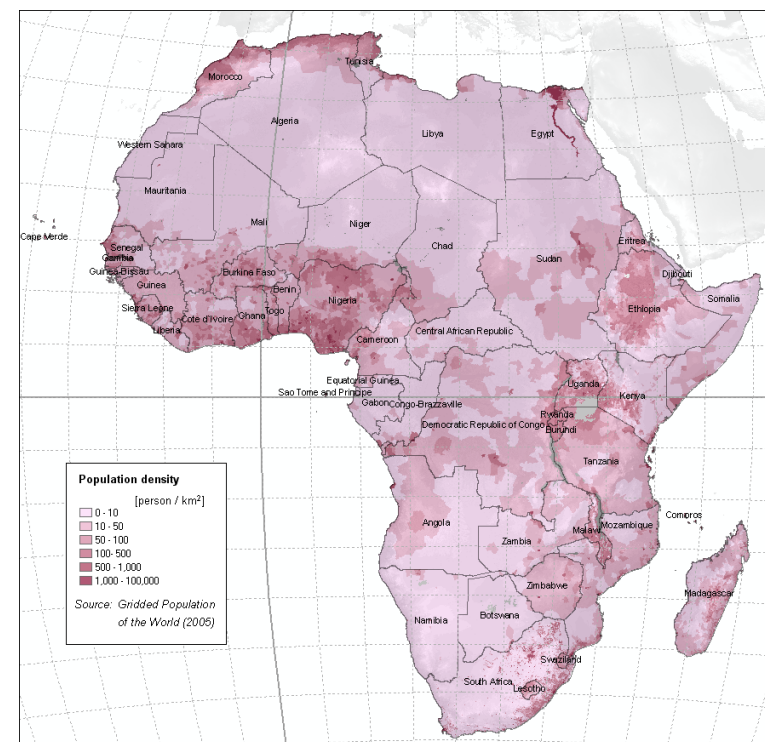 Tunisia
Morocco
Algeria
Libya
Egypt
Western Sahara
Mauritania
Mali
Niger
Cape Verde
Chad
Eritrea
Senegal
Sudan
Gambia
Guinea-Bissau
Burkina Faso
Djibouti
Guinea
Benin
Nigeria
Ethiopia
Somalia
Sierra Leone
Cote d'Ivoire
Ghana
Togo
Liberia
Cameroon
Central African Republic
Equatorial Guinea
Uganda
Sao Tome and Principe
Kenya
Gabon
Congo-Brazzaville
Rwanda
Democratic Republic of Congo
Burundi
Tanzania
Population density
[person / km²]
0 - 10
10 - 50
50 - 100
100 - 500
500 - 1,000
1,000 - 100,000
Source: Gridded Population
of the World (2005)
Comoros
Angola
Malawi
Mozambique
Zambia
Zimbabwe
Madagascar
Namibia
Botswana
Swaziland
South Africa
Lesotho